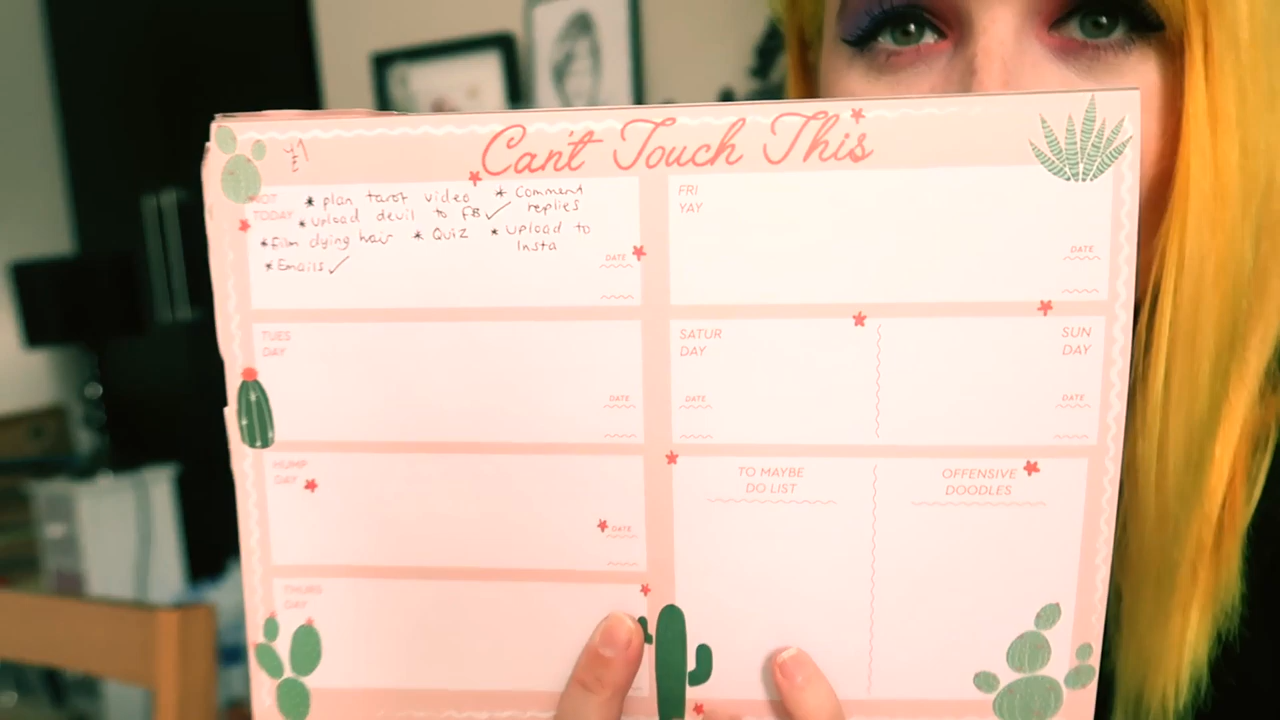 Can't Touch This
NOT
TODAY
* plan tarot video * Comment
replies
* Upload devil to FB ✓
* Film dying hair * Quiz * Upload to
Insta
* Emails ✓
DATE
FRI
YAY
DATE
TUES
DAY
DATE
SATUR
DAY
DATE
SUN
DAY
DATE
HUMP
DAY
DATE
THURS
DAY
TO MAYBE
DO LIST
OFFENSIVE
DOODLES